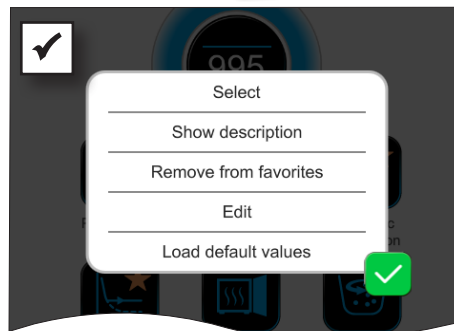 995
Select
Show description
Remove from favorites
Edit
Load default values